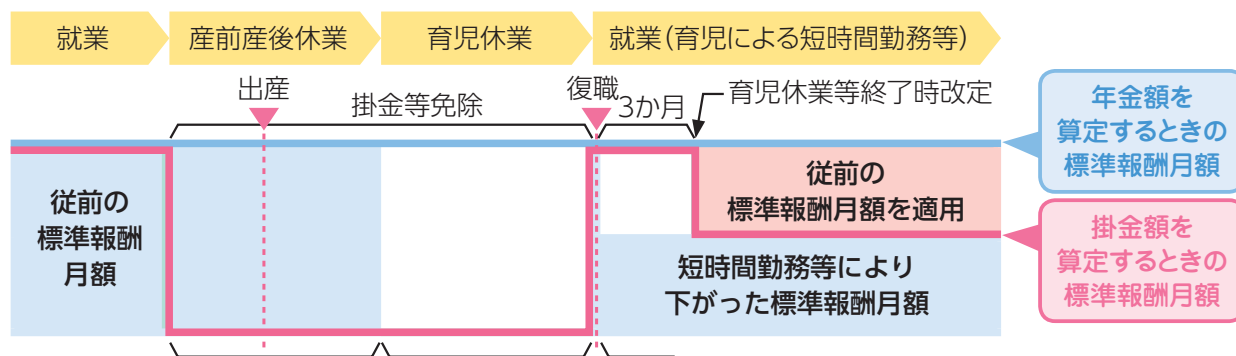 就業
産前産後休業
育児休業
就業(育児による短時間勤務等)
出産
掛金等免除
復職
3か月
育児休業等終了時改定
年金額を
算定するときの
標準報酬月額
従前の
標準報酬
月額
従前の
標準報酬月額を適用
掛金額を
算定するときの
標準報酬月額
短時間勤務等により
下がった標準報酬月額